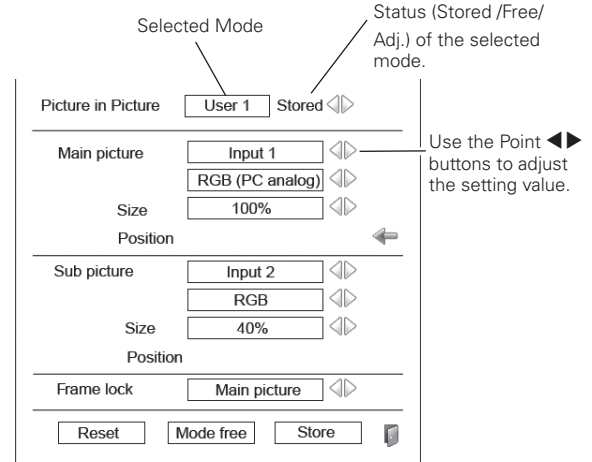 Selected Mode
Status (Stored /Free/
Adj.) of the selected
mode.
Picture in Picture User 1 Stored
Main picture Input 1
Use the Point ◀▶
buttons to adjust
the setting value.
RGB (PC analog)
Size 100%
Position
Sub picture Input 2
RGB
Size 40%
Position
Frame lock Main picture
Reset Mode free Store